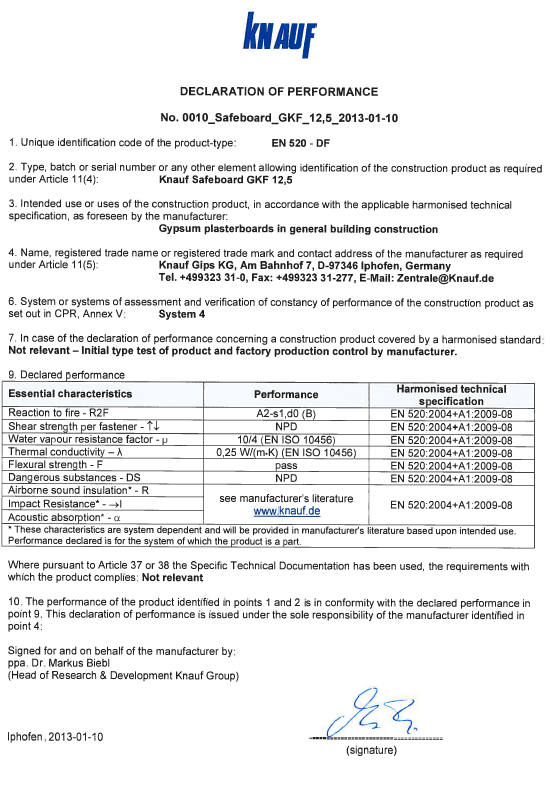 KNAUF
DECLARATION OF PERFORMANCE
No. 0010_Safeboard_GKF_12,5_2013-01-10
1. Unique identification code of the product-type: EN 520 - DF
2. Type, batch or serial number or any other element allowing identification of the construction product as required
under Article 11(4): Knauf Safeboard GKF 12,5
3. Intended use or uses of the construction product, in accordance with the applicable harmonised technical
specification, as foreseen by the manufacturer:
Gypsum plasterboards in general building construction
4. Name, registered trade name or registered trade mark and contact address of the manufacturer as required
under Article 11(5): Knauf Gips KG, Am Bahnhof 7, D-97346 Iphofen, Germany
Tel. +499323 31-0, Fax: +499323 31-277, E-Mail: Zentrale@Knauf.de
6. System or systems of assessment and verification of constancy of performance of the construction product as
set out in CPR, Annex V: System 4
7. In case of the declaration of performance concerning a construction product covered by a harmonised standard:
Not relevant – Initial type test of product and factory production control by manufacturer.
9. Declared performance
Essential characteristics Performance Harmonised technical specification
Reaction to fire - R2F A2-s1,d0 (B) EN 520:2004+A1:2009-08
Shear strength per fastener - ↑↓ NPD EN 520:2004+A1:2009-08
Water vapour resistance factor - μ 10/4 (EN ISO 10456) EN 520:2004+A1:2009-08
Thermal conductivity – λ 0,25 W/(m-K) (EN ISO 10456) EN 520:2004+A1:2009-08
Flexural strength - F pass EN 520:2004+A1:2009-08
Dangerous substances - DS NPD EN 520:2004+A1:2009-08
Airborne sound insulation* - R
Impact Resistance* - →I
Acoustic absorption* - α
see manufacturer's literature
www.knauf.de
EN 520:2004+A1:2009-08
* These characteristics are system dependent and will be provided in manufacturer's literature based upon intended use.
Performance declared is for the system of which the product is a part.
Where pursuant to Article 37 or 38 the Specific Technical Documentation has been used, the requirements with
which the product complies: Not relevant
10. The performance of the product identified in points 1 and 2 is in conformity with the declared performance in
point 9. This declaration of performance is issued under the sole responsibility of the manufacturer identified in
point 4:
Signed for and on behalf of the manufacturer by:
ppa. Dr. Markus Biebl
(Head of Research & Development Knauf Group)
Iphofen, 2013-01-10
(signature)